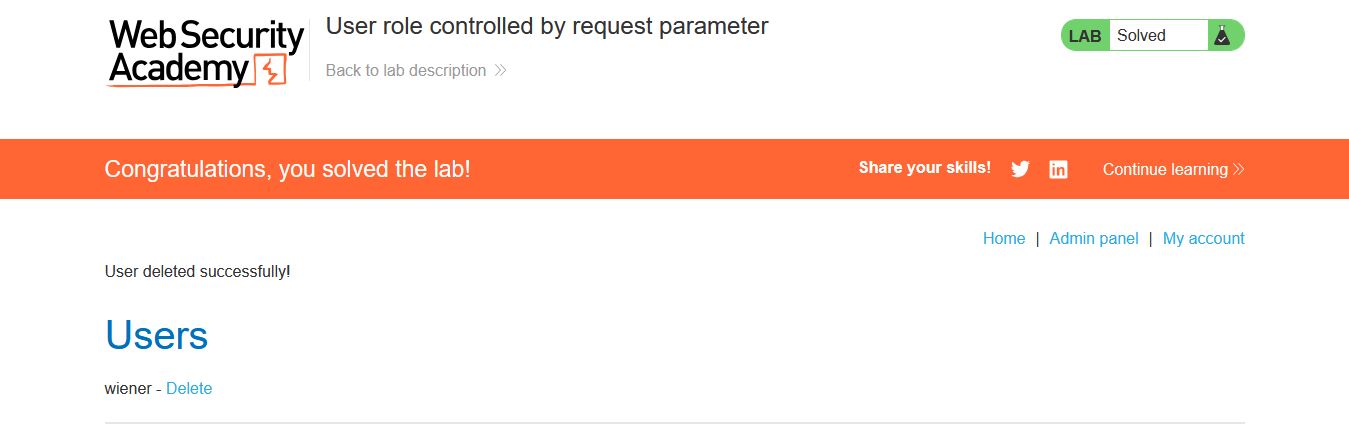 Web Security
Academy
User role controlled by request parameter
Back to lab description
LAB Solved
Congratulations, you solved the lab!
Share your skills!
Continue learning
Home | Admin panel | My account
User deleted successfully!
Users
wiener - Delete